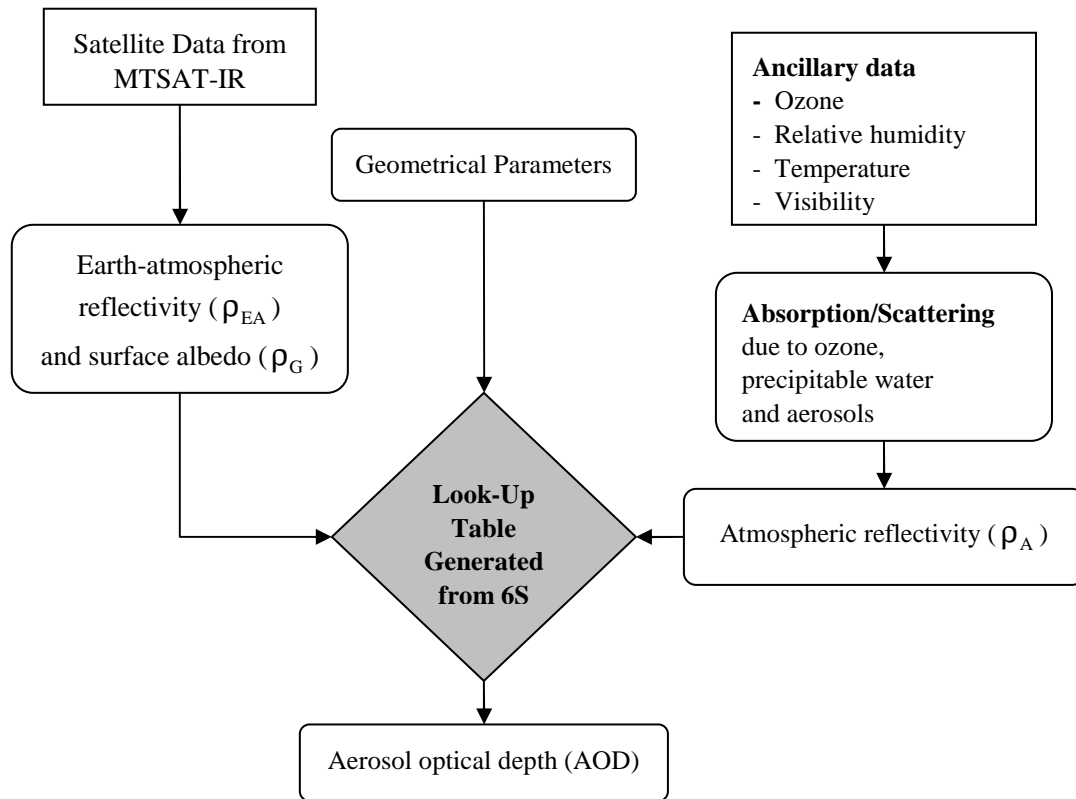 Satellite Data from
MTSAT-IR
Ancillary data
- Ozone
- Relative humidity
- Temperature
- Visibility
Geometrical Parameters
Earth-atmospheric
reflectivity (ρEA)
and surface albedo (ρG)
Absorption/Scattering
due to ozone,
precipitable water
and aerosols
Look-Up
Table
Generated
from 6S
Atmospheric reflectivity (ρA)
Aerosol optical depth (AOD)